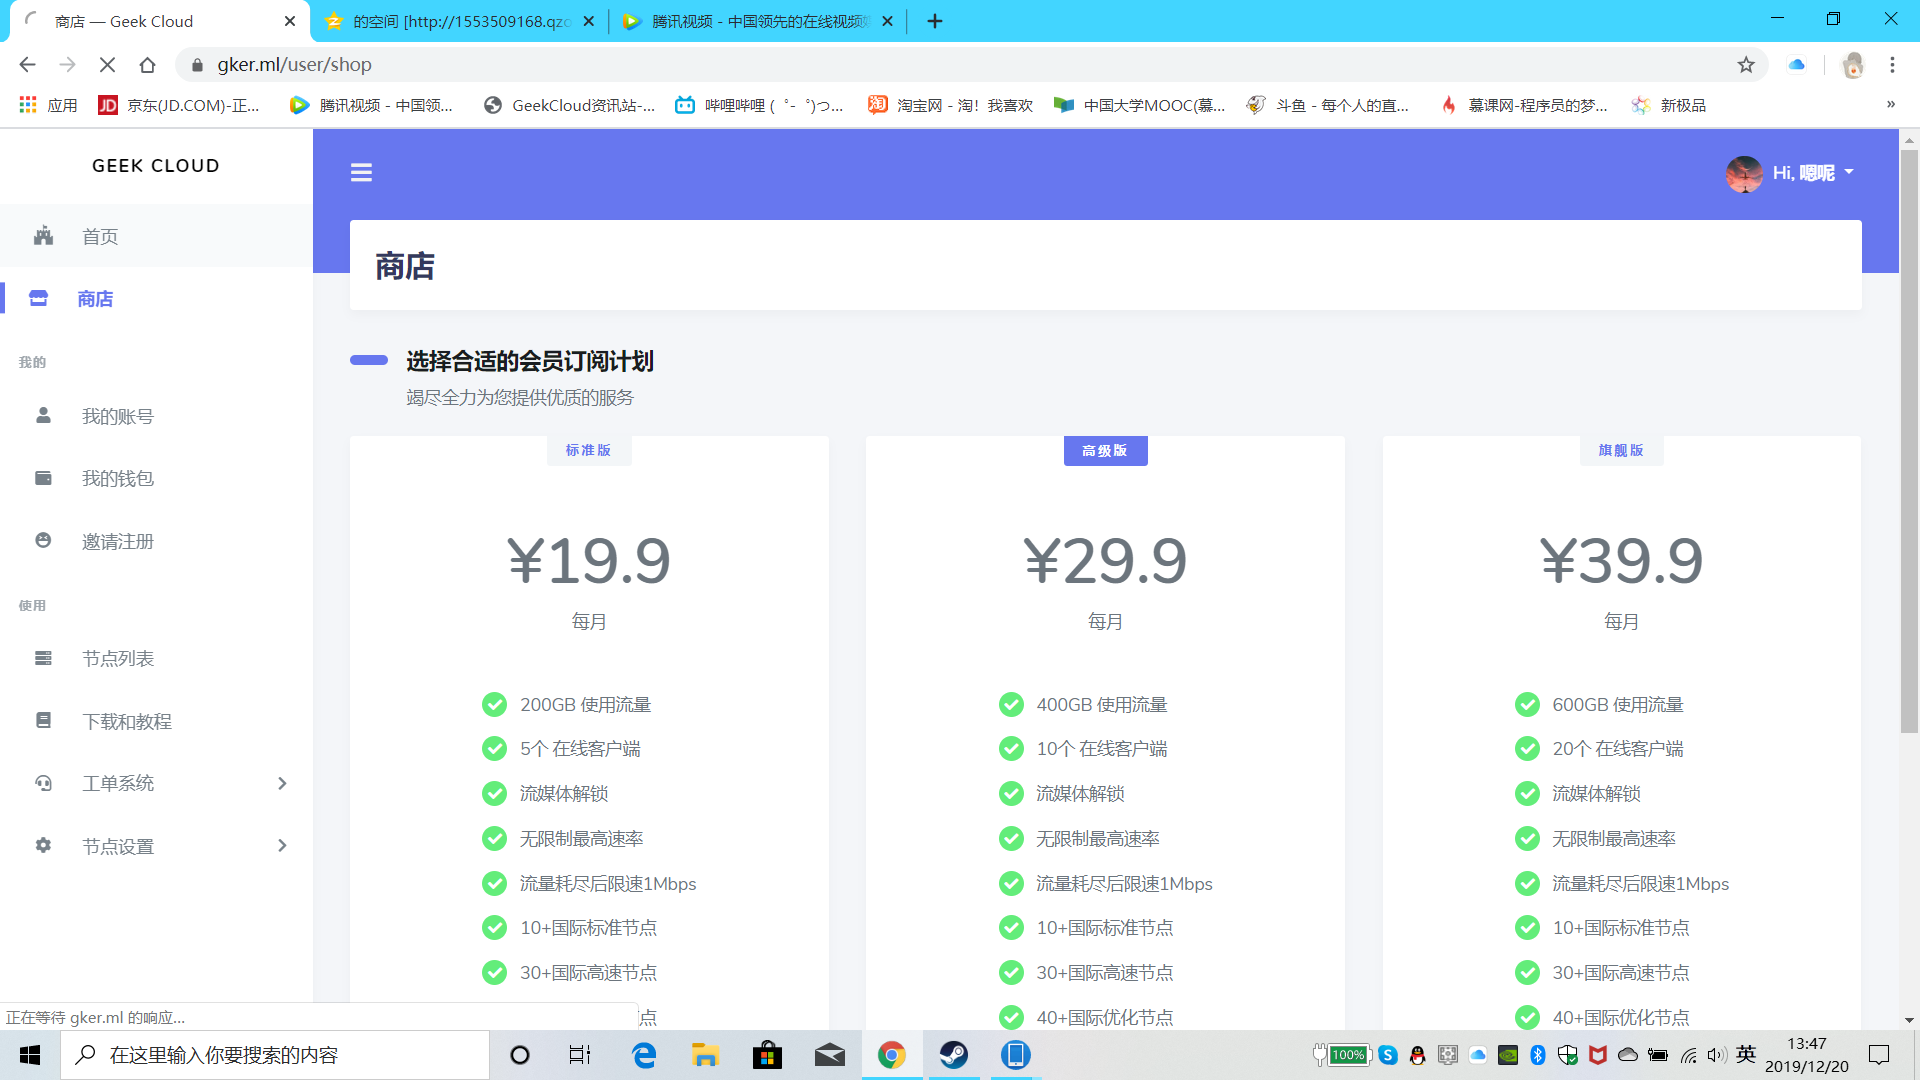 商店 — Geek Cloud
的空间 [http://1553509168.qzo
腾讯视频 - 中国领先的在线视频
gker.ml/user/shop
应用
京东(JD.COM)-正...
腾讯视频 - 中国领...
GeekCloud资讯站-...
哔哩哔哩 ( ゜- ゜)つ...
淘宝网 - 淘！我喜欢
中国大学MOOC(慕...
斗鱼 - 每个人的直...
慕课网-程序员的梦...
新极品
»
GEEK CLOUD
Hi, 嗯呢
首页
商店
我的
我的账号
我的钱包
邀请注册
使用
节点列表
下载和教程
工单系统
节点设置
商店
选择合适的会员订阅计划
竭尽全力为您提供优质的服务
标准版
¥19.9
每月
200GB 使用流量
5个 在线客户端
流媒体解锁
无限制最高速率
流量耗尽后限速1Mbps
10+国际标准节点
30+国际高速节点
点
高级版
¥29.9
每月
400GB 使用流量
10个 在线客户端
流媒体解锁
无限制最高速率
流量耗尽后限速1Mbps
10+国际标准节点
30+国际高速节点
40+国际优化节点
旗舰版
¥39.9
每月
600GB 使用流量
20个 在线客户端
流媒体解锁
无限制最高速率
流量耗尽后限速1Mbps
10+国际标准节点
30+国际高速节点
40+国际优化节点
正在等待 gker.ml 的响应...
在这里输入你要搜索的内容
100%
英
13:47
2019/12/20